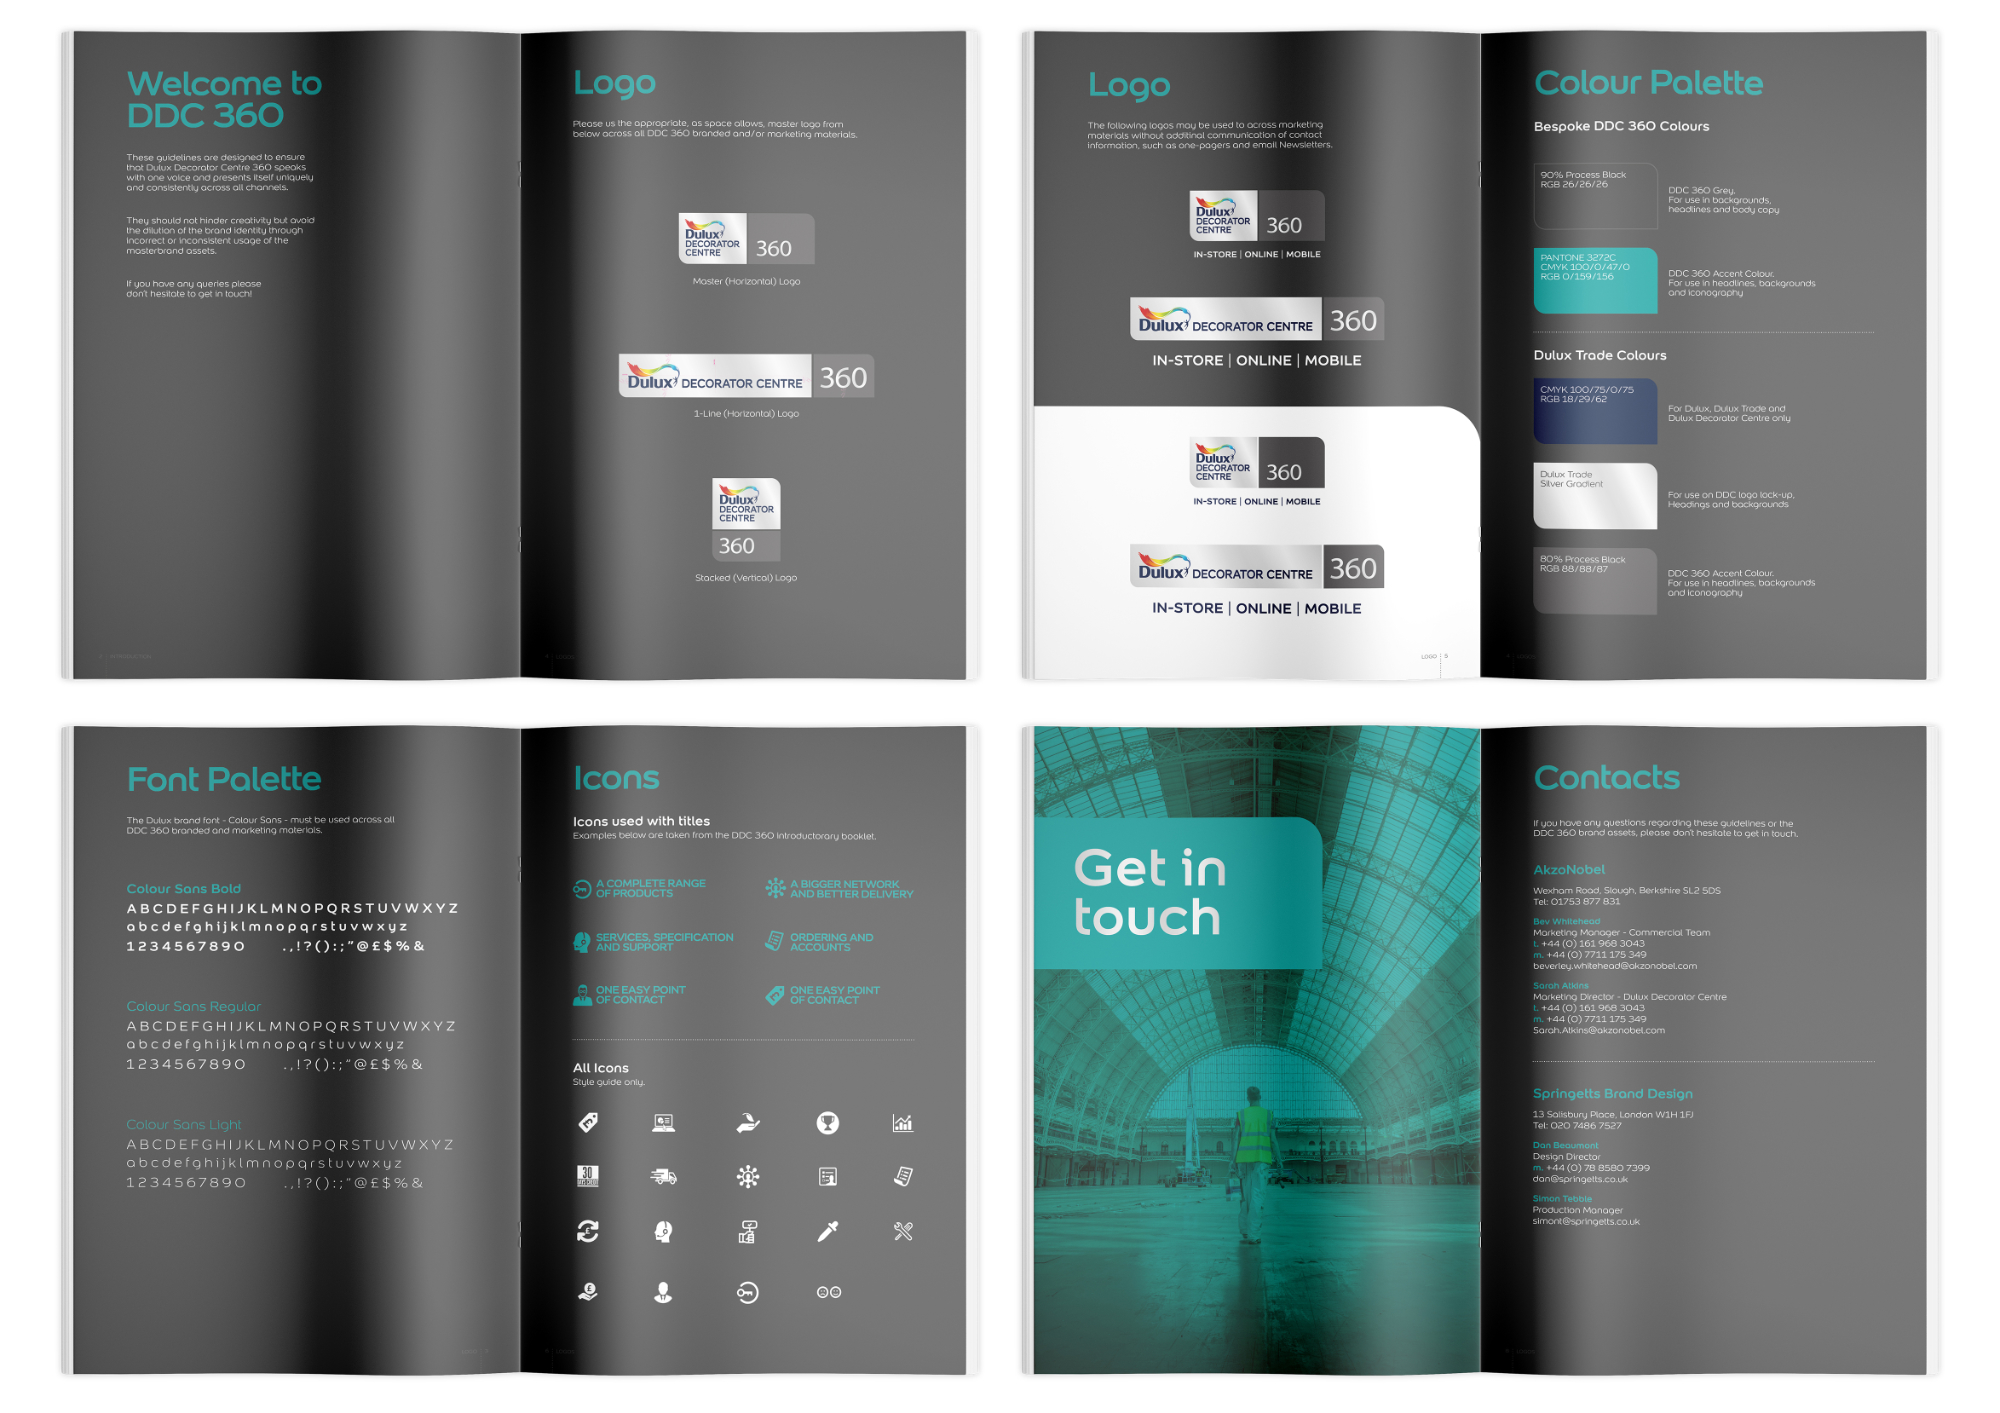 Welcome to
DDC 360
These guidelines are designed to ensure
that Dulux Decorator Centre 360 speaks
with one voice and presents itself uniquely
and consistently across all channels.
They should not hinder creativity but avoid
the dilution of the brand identity through
incorrect or inconsistent usage of the
masterbrand assets.
If you have any queries please
don't hesitate to get in touch!
Logo
Please us the appropriate, as space allows, master logo from
below across all DDC 360 branded and/or marketing materials.
Dulux
DECORATOR
CENTRE
360
Master (Horizontal) Logo
Dulux DECORATOR CENTRE 360
1-Line (Horizontal) Logo
Dulux
DECORATOR
CENTRE
360
Stacked (Vertical) Logo
Logo
The following logos may be used to across marketing
materials without additinal communication of contact
information, such as one-pagers and email Newsletters.
Dulux
DECORATOR
CENTRE
360
IN-STORE | ONLINE | MOBILE
Dulux DECORATOR CENTRE 360
IN-STORE | ONLINE | MOBILE
Dulux
DECORATOR
CENTRE
360
IN-STORE | ONLINE | MOBILE
Dulux DECORATOR CENTRE 360
IN-STORE | ONLINE | MOBILE
LOGO 5
Colour Palette
Bespoke DDC 360 Colours
90% Process Black
RGB 26/26/26
DDC 360 Grey.
For use in backgrounds,
headlines and body copy
PANTONE 3272C
CMYK 100/0/47/0
RGB 0/159/156
DDC 360 Accent Colour.
For use in headlines, backgrounds
and iconography
Dulux Trade Colours
CMYK 100/75/0/75
RGB 18/29/62
For Dulux, Dulux Trade and
Dulux Decorator Centre only
Dulux Trade
Silver Gradient
For use on DDC logo lock-up,
Headings and backgrounds
80% Process Black
RGB 88/88/87
DDC 360 Accent Colour.
For use in headlines, backgrounds
and iconography
Font Palette
The Dulux brand font - Colour Sans - must be used across all
DDC 360 branded and marketing materials.
Colour Sans Bold
ABCDEFGHIJKLMNOPQRSTUVWXYZ
abcdefghijklmnopqrstuvwxyz
1234567890 .,!?():;"@£$%&
Colour Sans Regular
ABCDEFGHIJKLMNOPQRSTUVWXYZ
abcdefghijklmnopqrstuvwxyz
1234567890 .,!?():;"@£$%&
Colour Sans Light
ABCDEFGHIJKLMNOPQRSTUVWXYZ
abcdefghijklmnopqrstuvwxyz
1234567890 .,!?():;"@£$%&
Icons
Icons used with titles
Examples below are taken from the DDC 360 Introductorary booklet.
A COMPLETE RANGE
OF PRODUCTS
A BIGGER NETWORK
AND BETTER DELIVERY
SERVICES, SPECIFICATION
AND SUPPORT
ORDERING AND
ACCOUNTS
ONE EASY POINT
OF CONTACT
ONE EASY POINT
OF CONTACT
All Icons
Style guide only.
30
Get in
touch
Contacts
If you have any questions regarding these guidelines or the
DDC 360 brand assets, please don't hesitate to get in touch.
AkzoNobel
Wexham Road, Slough, Berkshire SL2 5DS
Tel: 01753 877 831
Bev Whitehead
Marketing Manager - Commercial Team
t. +44 (0) 161 968 3043
m. +44 (0) 7711 175 349
beverley.whitehead@akzonobel.com
Sarah Atkins
Marketing Director - Dulux Decorator Centre
t. +44 (0) 161 968 3043
m. +44 (0) 7711 175 349
Sarah.Atkins@akzonobel.com
Springetts Brand Design
13 Salisbury Place, London W1H 1FJ
Tel: 020 7486 7527
Dan Beaumont
Design Director
m. +44 (0) 78 8580 7399
dan@springetts.co.uk
Simon Tebble
Production Manager
simont@springetts.co.uk